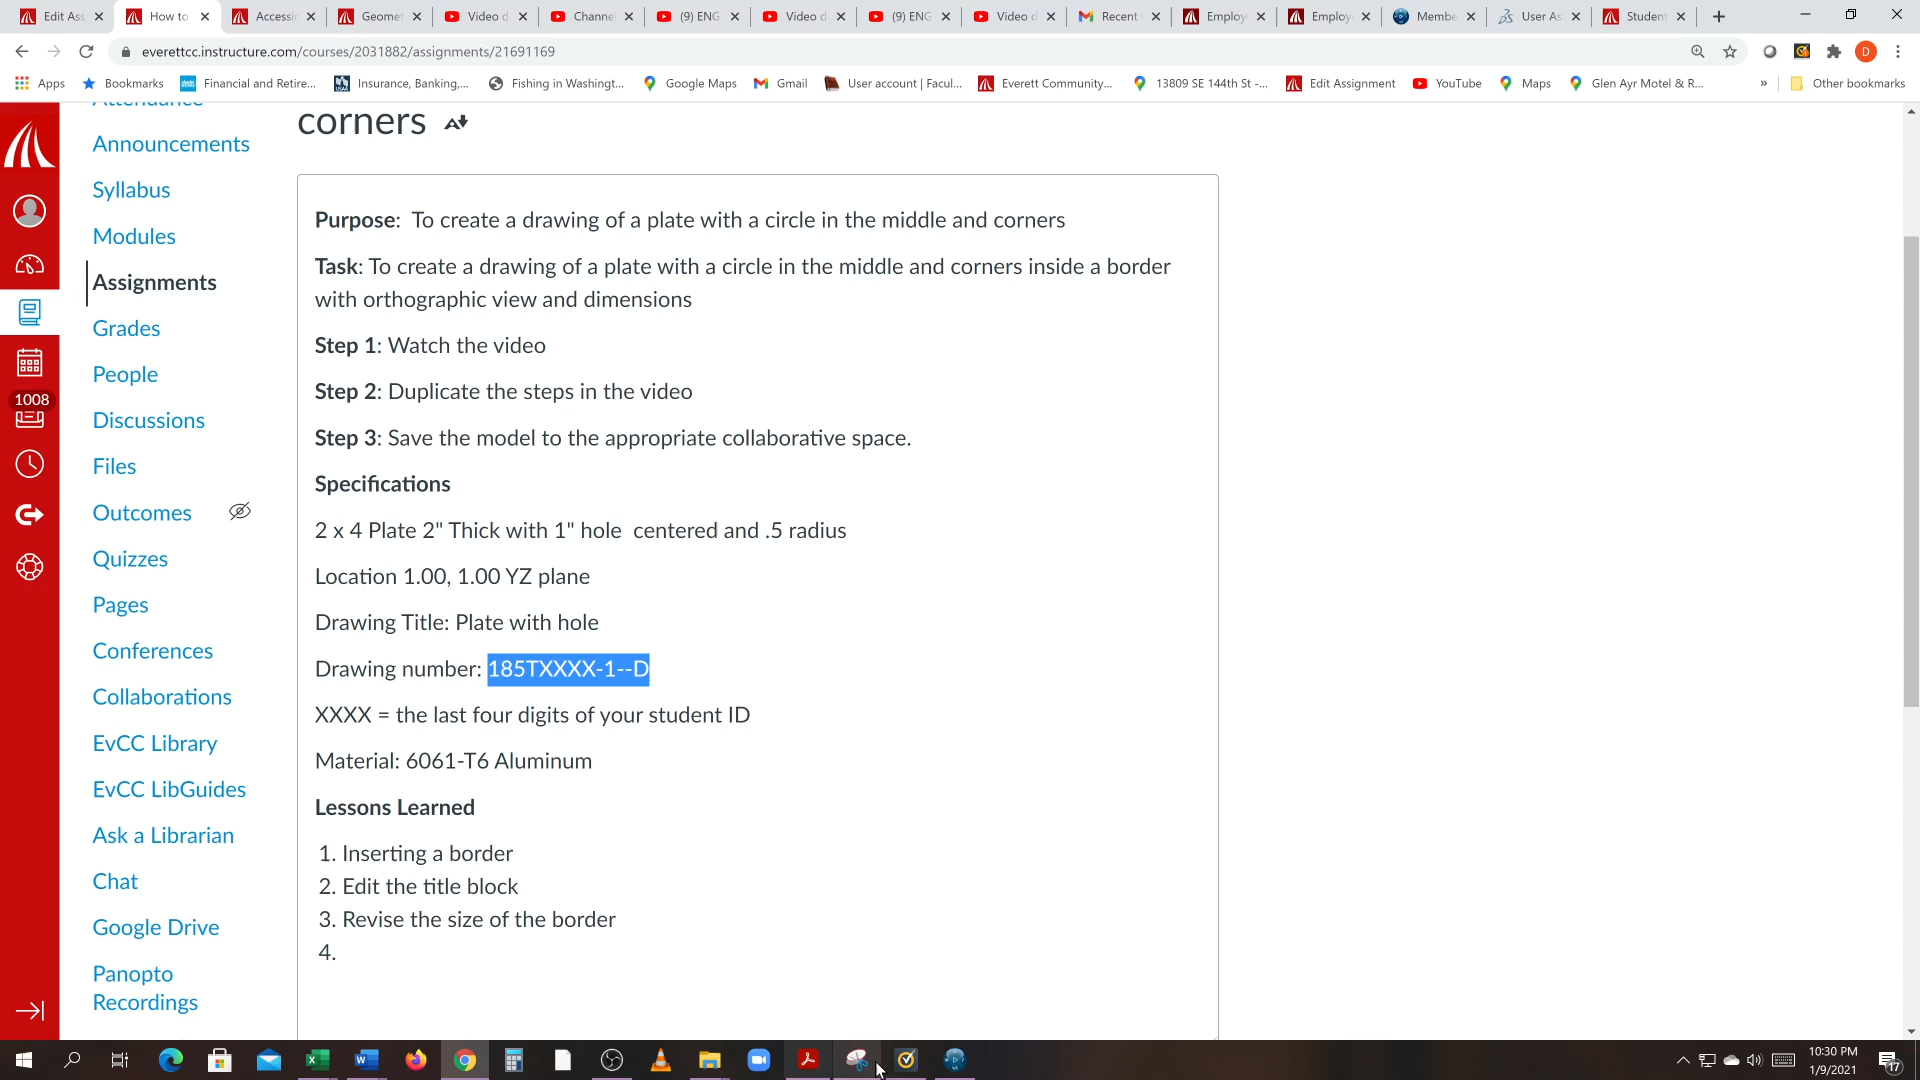 Edit Ass
How to
Accessin
Geomet
Video d
Channe
(9) ENG
Video d
(9) ENG
Video d
Recent
Employ
Employ
Membe
User As
Student
everettcc.instructure.com/courses/2031882/assignments/21691169
D
Apps
Bookmarks
Financial and Retire...
Insurance, Banking,...
Fishing in Washingt...
Google Maps
Gmail
User account | Facul...
Everett Community...
13809 SE 144th St -...
Edit Assignment
YouTube
Maps
Glen Ayr Motel & R...
»
Other bookmarks
Attendance
Announcements
Syllabus
Modules
Assignments
Grades
People
Discussions
Files
Outcomes
Quizzes
Pages
Conferences
Collaborations
EvCC Library
EvCC LibGuides
Ask a Librarian
Chat
Google Drive
Panopto
Recordings
1008
corners
Purpose: To create a drawing of a plate with a circle in the middle and corners
Task: To create a drawing of a plate with a circle in the middle and corners inside a border
with orthographic view and dimensions
Step 1: Watch the video
Step 2: Duplicate the steps in the video
Step 3: Save the model to the appropriate collaborative space.
Specifications
2 x 4 Plate 2" Thick with 1" hole centered and .5 radius
Location 1.00, 1.00 YZ plane
Drawing Title: Plate with hole
Drawing number: 185TXXXX-1--D
XXXX = the last four digits of your student ID
Material: 6061-T6 Aluminum
Lessons Learned
1. Inserting a border
2. Edit the title block
3. Revise the size of the border
4.
10:30 PM
1/9/2021
17